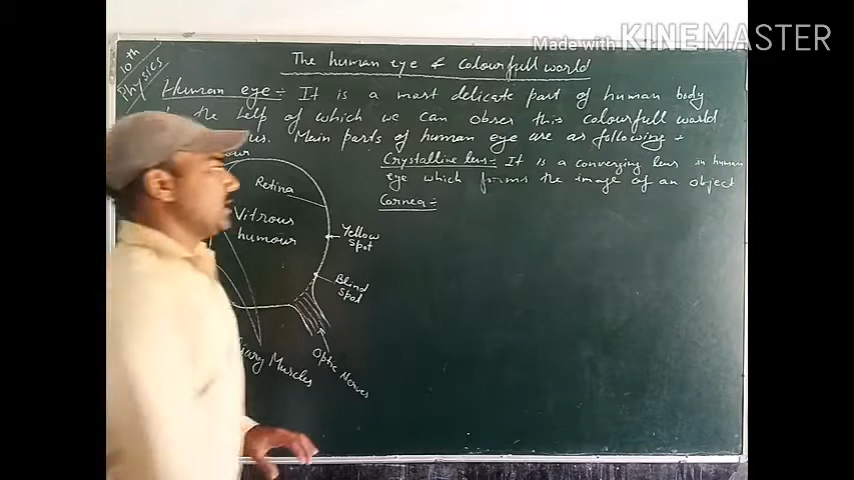 Made with KINEMASTER
10th
Physics
The human eye & colourfull world
Human eye :- It is a most delicate part of human body
the help of which we can obser this colourfull world
us. Main parts of human eye are as following :-
Crystalline lens :- It is a converging lens in human
eye which forms the image of an object
Cornea :-
Retina
Vitrous
humour
Yellow
spot
Blind
spot
Muscles
Optic Nerves